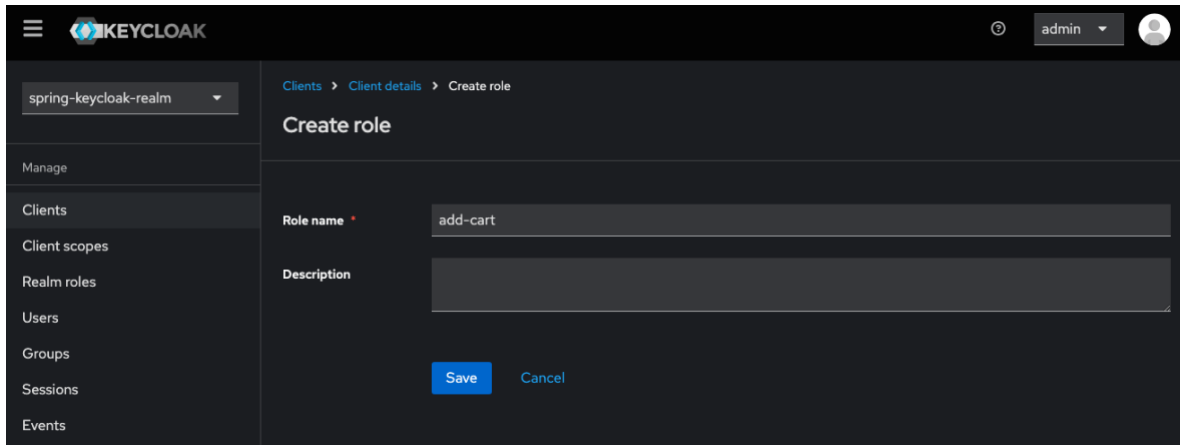 KEYCLOAK
admin
spring-keycloak-realm
Manage
Clients
Client scopes
Realm roles
Users
Groups
Sessions
Events
Clients > Client details > Create role
Create role
Role name *
add-cart
Description
Save
Cancel